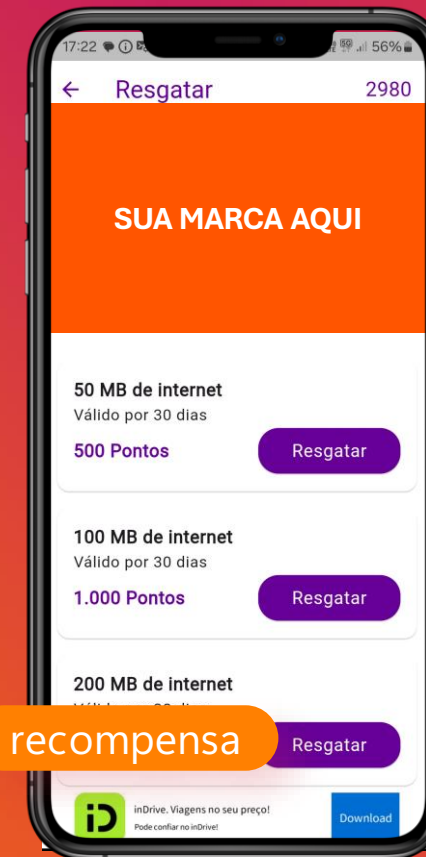 17:22
56%
Resgatar 2980
SUA MARCA AQUI
50 MB de internet
Válido por 30 dias
500 Pontos Resgatar
100 MB de internet
Válido por 30 dias
1.000 Pontos Resgatar
200 MB de internet
recompensa Resgatar
inDrive. Viagens no seu preço!
Pode confiar no inDrive!
Download